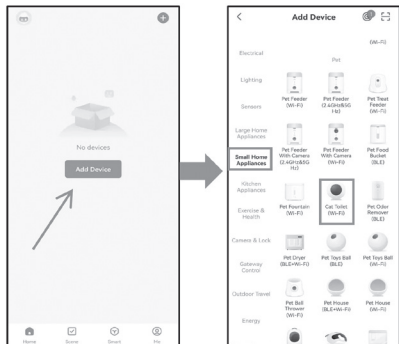 No devices
Add Device
Home
Scene
Smart
Me
Add Device
(Wi-Fi)
Electrical
Lighting
Sensors
Large Home
Appliances
Small Home
Appliances
Kitchen
Appliances
Exercise &
Health
Camera & Lock
Gateway
Control
Outdoor Travel
Energy
Pet
Pet Feeder
(Wi-Fi)
Pet Feeder
(2.4GHz&5G
Hz)
Pet Treat
Feeder
(Wi-Fi)
Pet Feeder
With Camera
(2.4GHz&5G
Hz)
Pet Feeder
With Camera
(Wi-Fi)
Pet Food
Bucket
(BLE)
Pet Fountain
(Wi-Fi)
Cat Toilet
(Wi-Fi)
Pet Odor
Remover
(BLE)
Pet Dryer
(BLE+Wi-Fi)
Pet Toys Ball
(BLE)
Pet Toys Ball
(Wi-Fi)
Pet Ball
Thrower
(Wi-Fi)
Pet House
(BLE+Wi-Fi)
Pet House
(Wi-Fi)